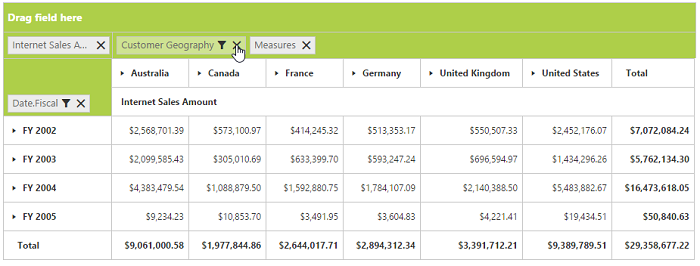 Drag field here
Internet Sales A... Customer Geography Measures
Australia Canada France Germany United Kingdom United States Total
Date.Fiscal Internet Sales Amount
FY 2002 $2,568,701.39 $573,100.97 $414,245.32 $513,353.17 $550,507.33 $2,452,176.07 $7,072,084.24
FY 2003 $2,099,585.43 $305,010.69 $633,399.70 $593,247.24 $696,594.97 $1,434,296.26 $5,762,134.30
FY 2004 $4,383,479.54 $1,088,879.50 $1,592,880.75 $1,784,107.09 $2,140,388.50 $5,483,882.67 $16,473,618.05
FY 2005 $9,234.23 $10,853.70 $3,491.95 $3,604.83 $4,221.41 $19,434.51 $50,840.63
Total $9,061,000.58 $1,977,844.86 $2,644,017.71 $2,894,312.34 $3,391,712.21 $9,389,789.51 $29,358,677.22